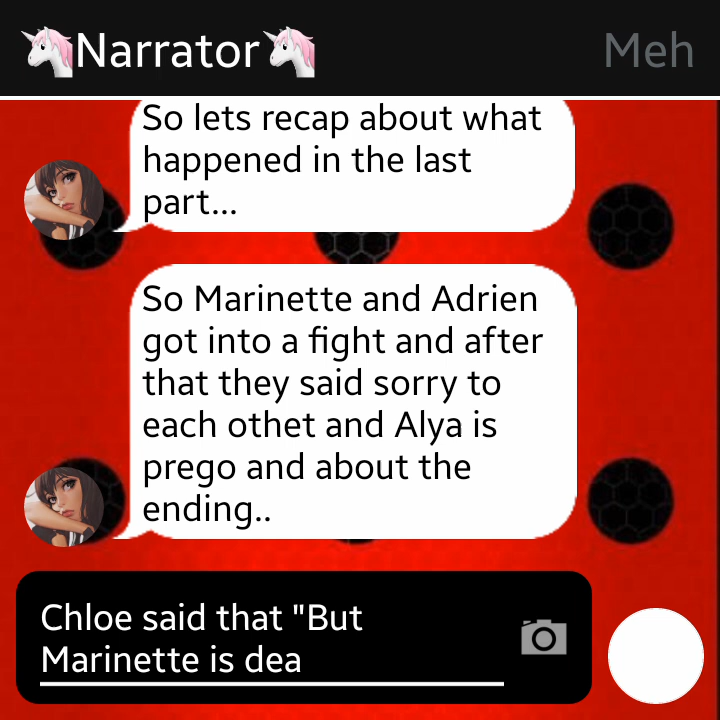 🦄Narrator🦄 Meh
So lets recap about what
happened in the last
part...
So Marinette and Adrien
got into a fight and after
that they said sorry to
each othet and Alya is
prego and about the
ending..
Chloe said that "But
Marinette is dea